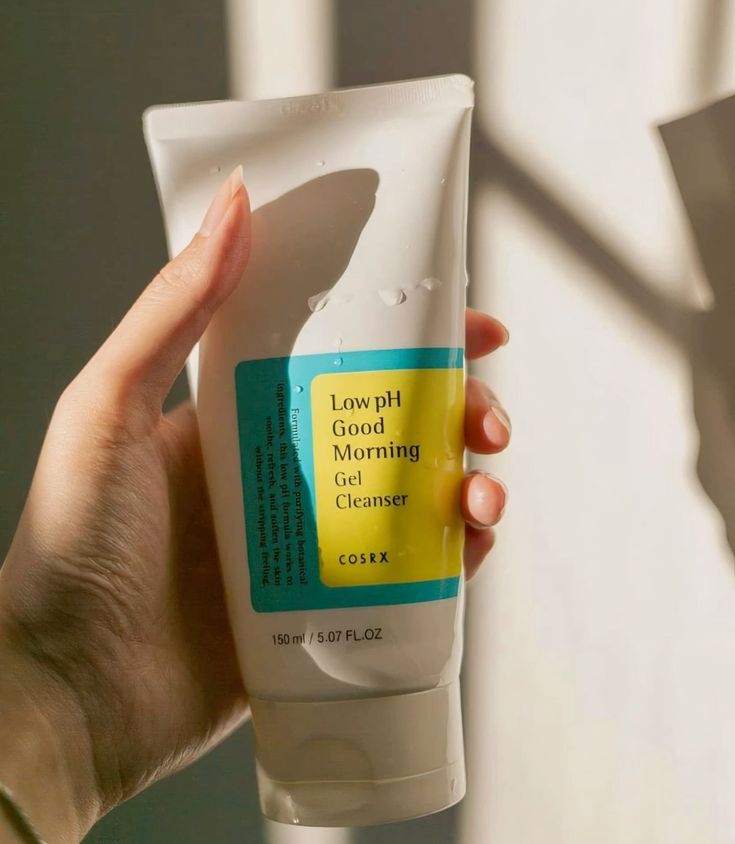 Low pH
Good
Morning
Gel
Cleanser
COSRX
Formulated with purifying botanical
ingredients, this low pH formula works to
soothe, refresh, and soften the skin
without the stripping feeling.
150 ml / 5.07 FL.OZ